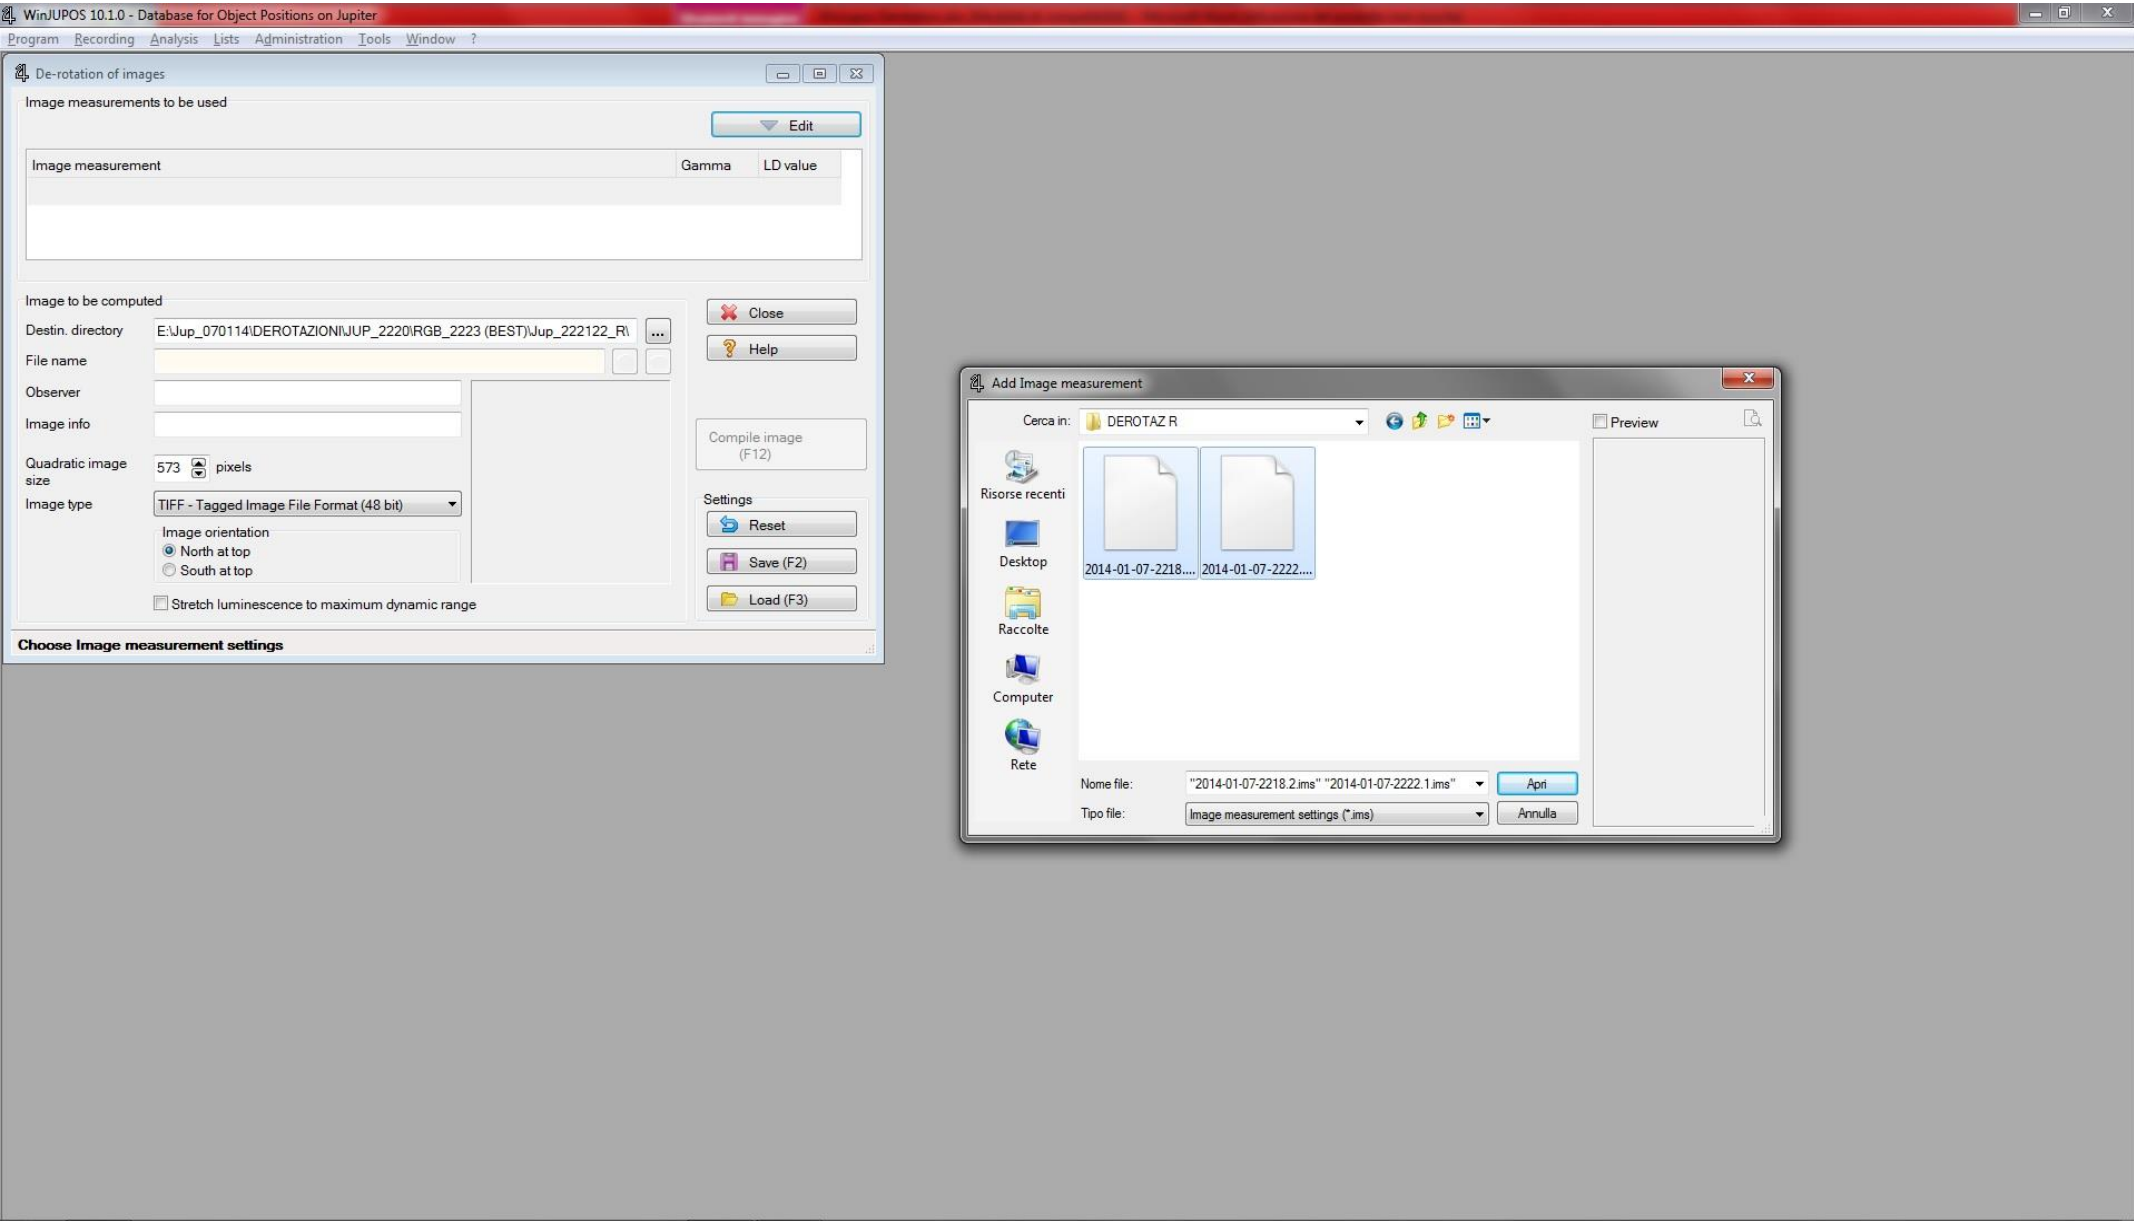 WinJUPOS 10.1.0 - Database for Object Positions on Jupiter
Program Recording Analysis Lists Administration Tools Window ?
De-rotation of images
Image measurements to be used
Edit
Image measurement Gamma LD value
Image to be computed
Destin. directory E:\Jup_070114\DEROTAZIONI\JUP_2220\RGB_2223 (BEST)\Jup_222122_R\ ...
File name
Observer
Image info
Quadratic image size 573 pixels
Image type TIFF - Tagged Image File Format (48 bit)
Image orientation
North at top
South at top
Stretch luminescence to maximum dynamic range
Close
Help
Compile image
(F12)
Settings
Reset
Save (F2)
Load (F3)
Choose Image measurement settings
Add Image measurement
Cerca in: DEROTAZ R
Preview
Risorse recenti
Desktop
Raccolte
Computer
Rete
2014-01-07-2218.... 2014-01-07-2222....
Nome file: "2014-01-07-2218.2.ims" "2014-01-07-2222.1.ims" Apri
Tipo file: Image measurement settings (*.ims) Annulla